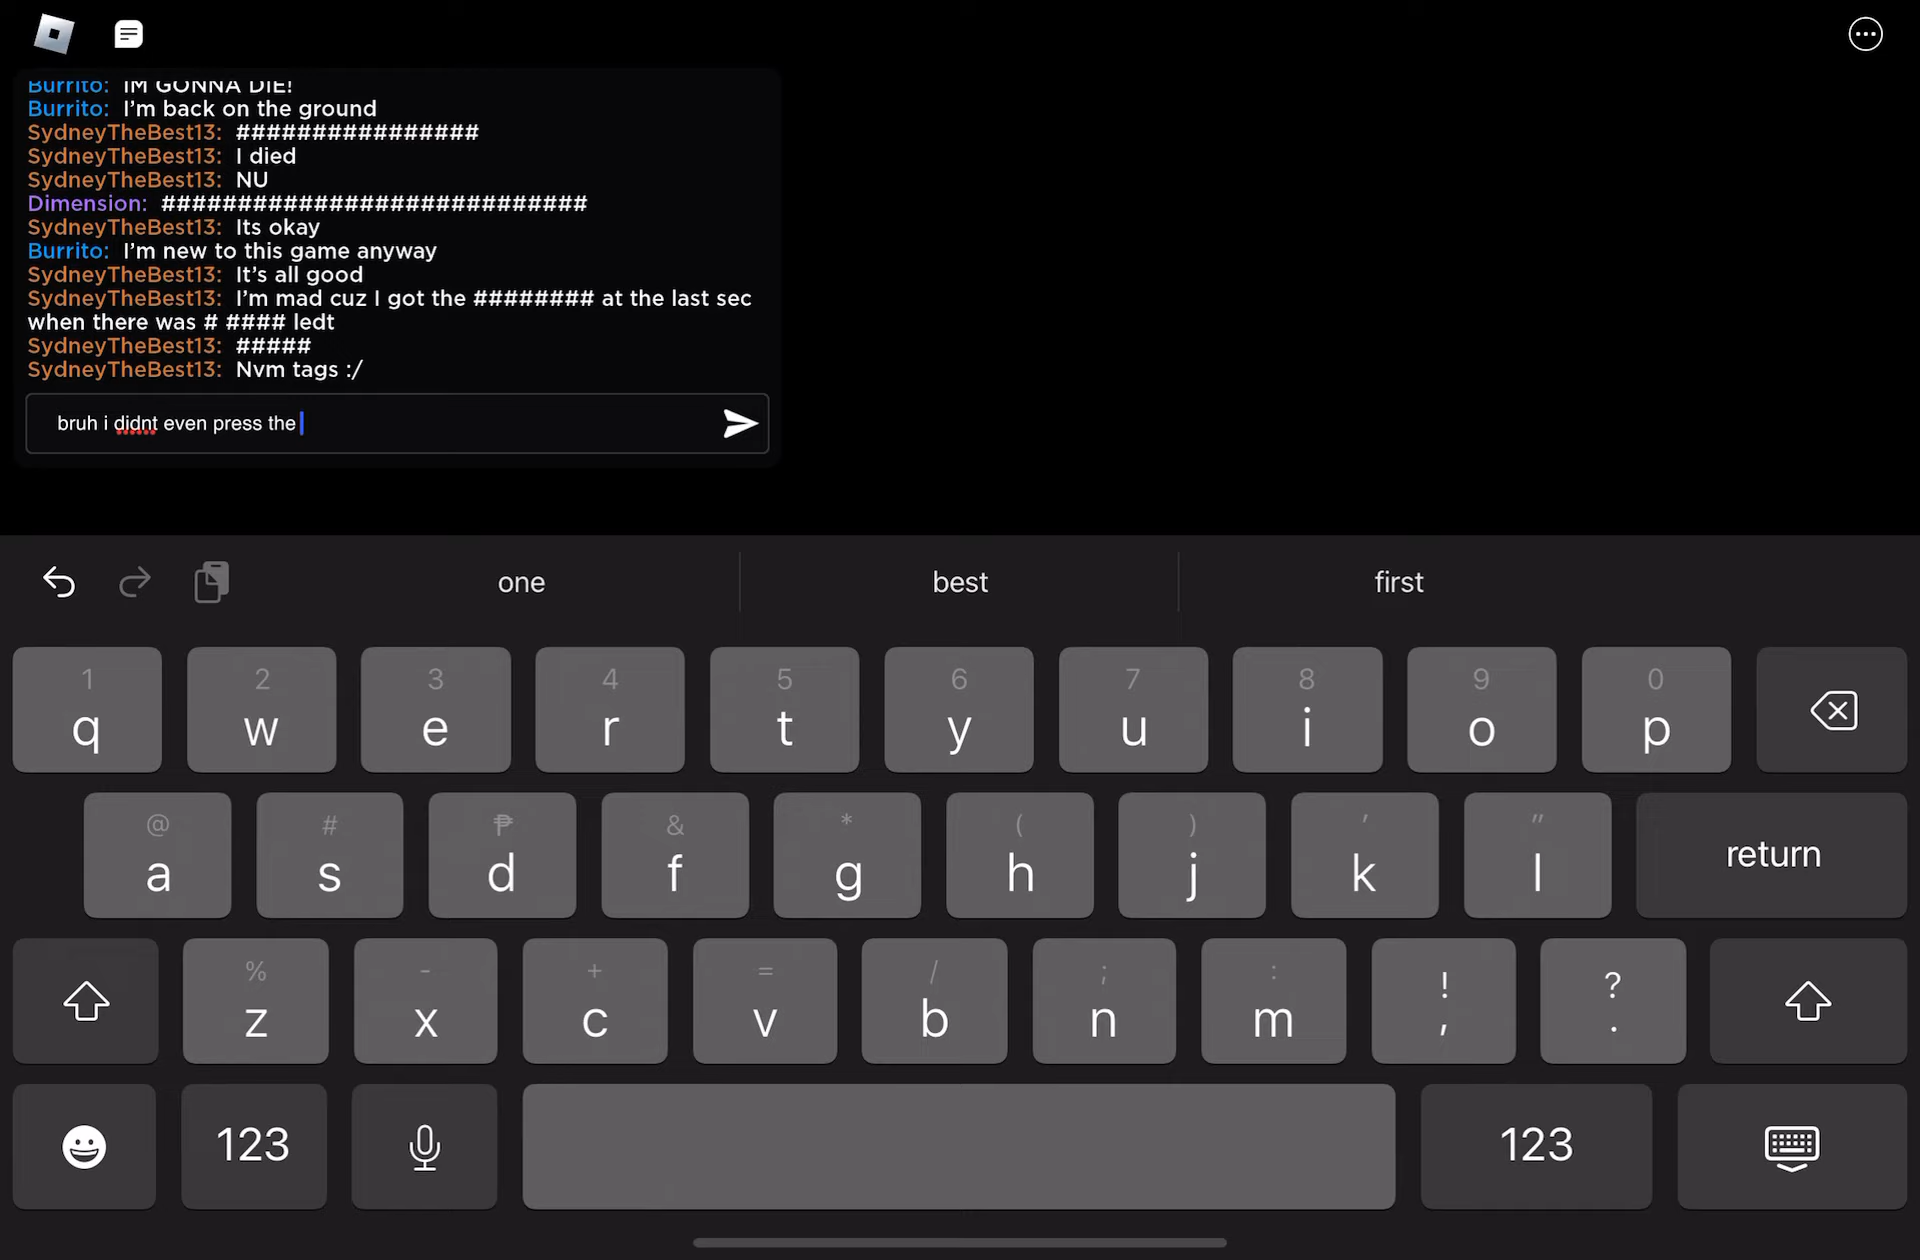 Burrito: IM GONNA DIE!
Burrito: I'm back on the ground
SydneyTheBest13: ################
SydneyTheBest13: I died
SydneyTheBest13: NU
Dimension: ############################
SydneyTheBest13: Its okay
Burrito: I'm new to this game anyway
SydneyTheBest13: It's all good
SydneyTheBest13: I'm mad cuz I got the ######## at the last sec
when there was # #### ledt
SydneyTheBest13: #####
SydneyTheBest13: Nvm tags :/
bruh i didnt even press the
one best first
1 2 3 4 5 6 7 8 9 0
q w e r t y u i o p
@ # ₱ & * ( ) ' "
a s d f g h j k l return
% - + = / ; : ! ?
z x c v b n m , .
123 123